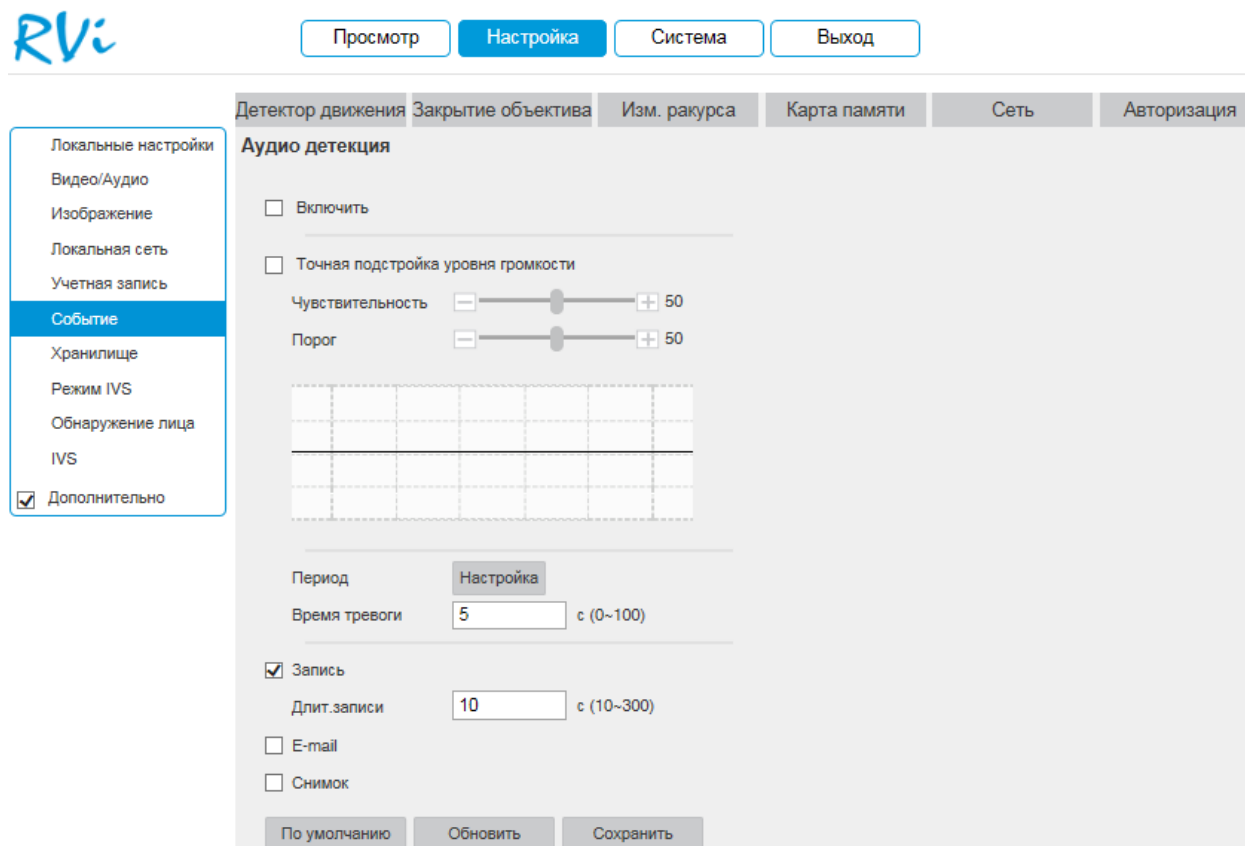 RVi
Просмотр Настройка Система Выход
Детектор движения Закрытие объектива Изм. ракурса Карта памяти Сеть Авторизация
Локальные настройки
Видео/Аудио
Изображение
Локальная сеть
Учетная запись
Событие
Хранилище
Режим IVS
Обнаружение лица
IVS
Дополнительно
Аудио детекция
Включить
Точная подстройка уровня громкости
Чувствительность 50
Порог 50
Период Настройка
Время тревоги 5 с (0~100)
Запись
Длит.записи 10 с (10~300)
E-mail
Снимок
По умолчанию Обновить Сохранить